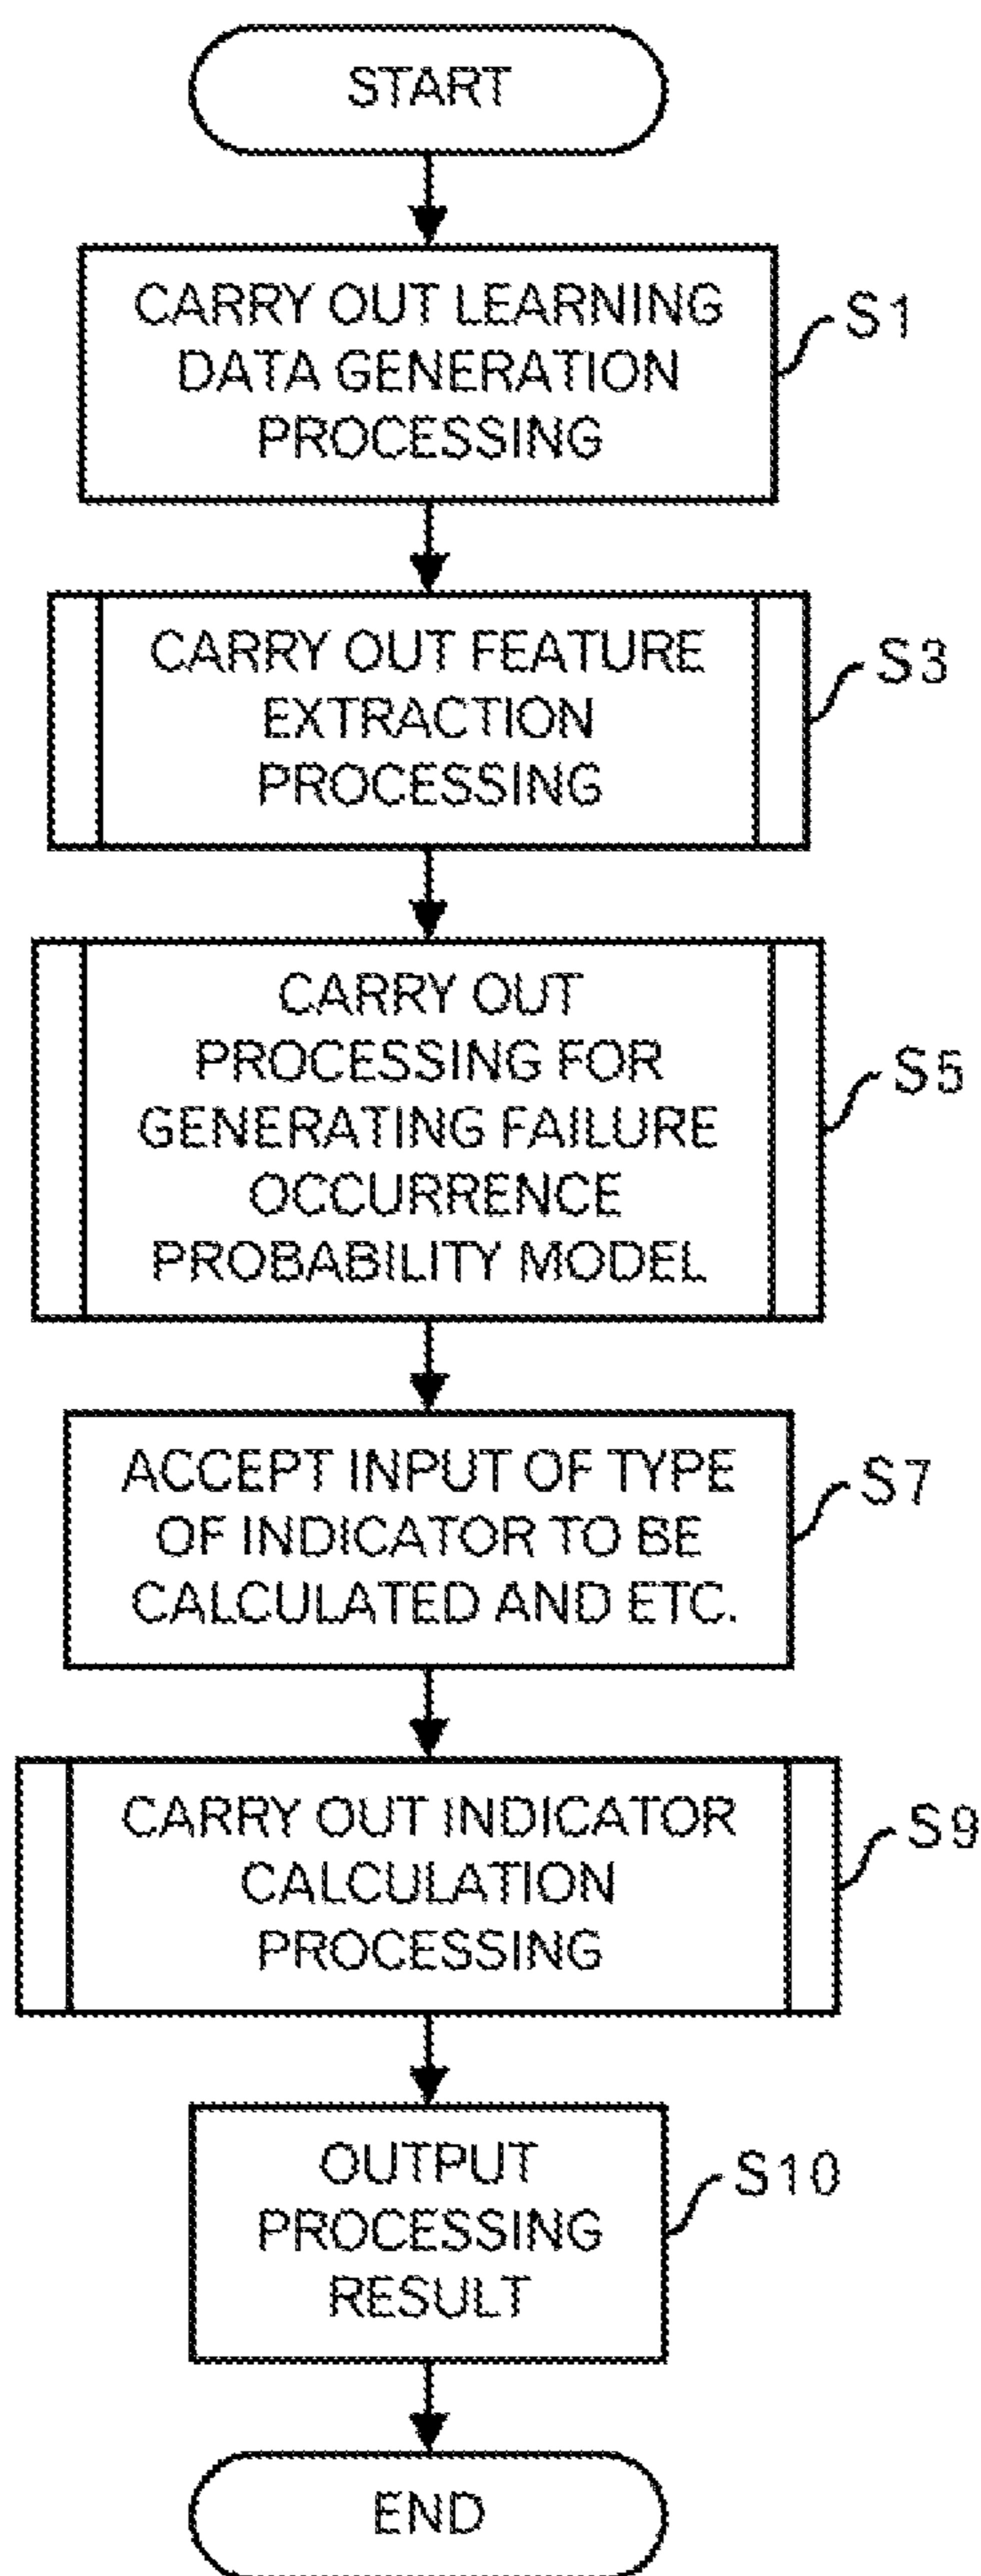 START
CARRY OUT LEARNING
DATA GENERATION
PROCESSING
S1
CARRY OUT FEATURE
EXTRACTION
PROCESSING
S3
CARRY OUT
PROCESSING FOR
GENERATING FAILURE
OCCURRENCE
PROBABILITY MODEL
S5
ACCEPT INPUT OF TYPE
OF INDICATOR TO BE
CALCULATED AND ETC.
S7
CARRY OUT INDICATOR
CALCULATION
PROCESSING
S9
OUTPUT
PROCESSING
RESULT
S10
END